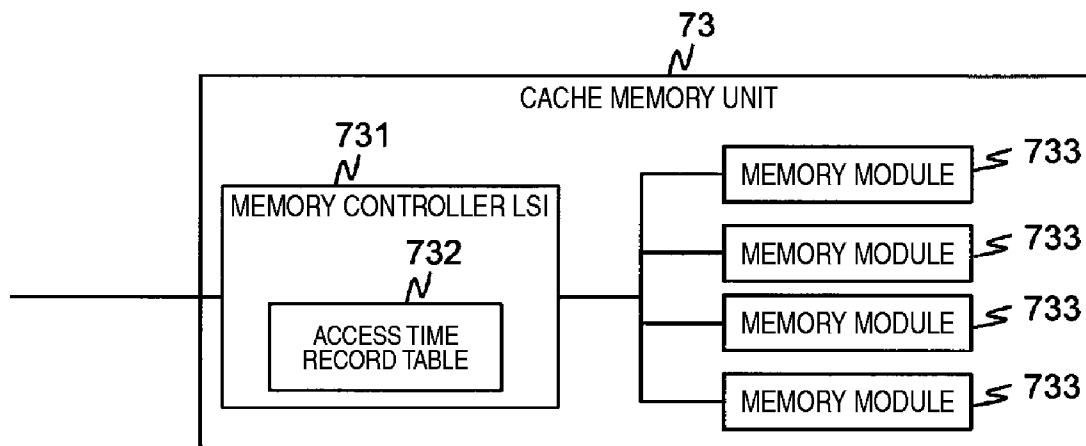 73
CACHE MEMORY UNIT
731
MEMORY CONTROLLER LSI
732
ACCESS TIME
RECORD TABLE
MEMORY MODULE 733
MEMORY MODULE 733
MEMORY MODULE 733
MEMORY MODULE 733